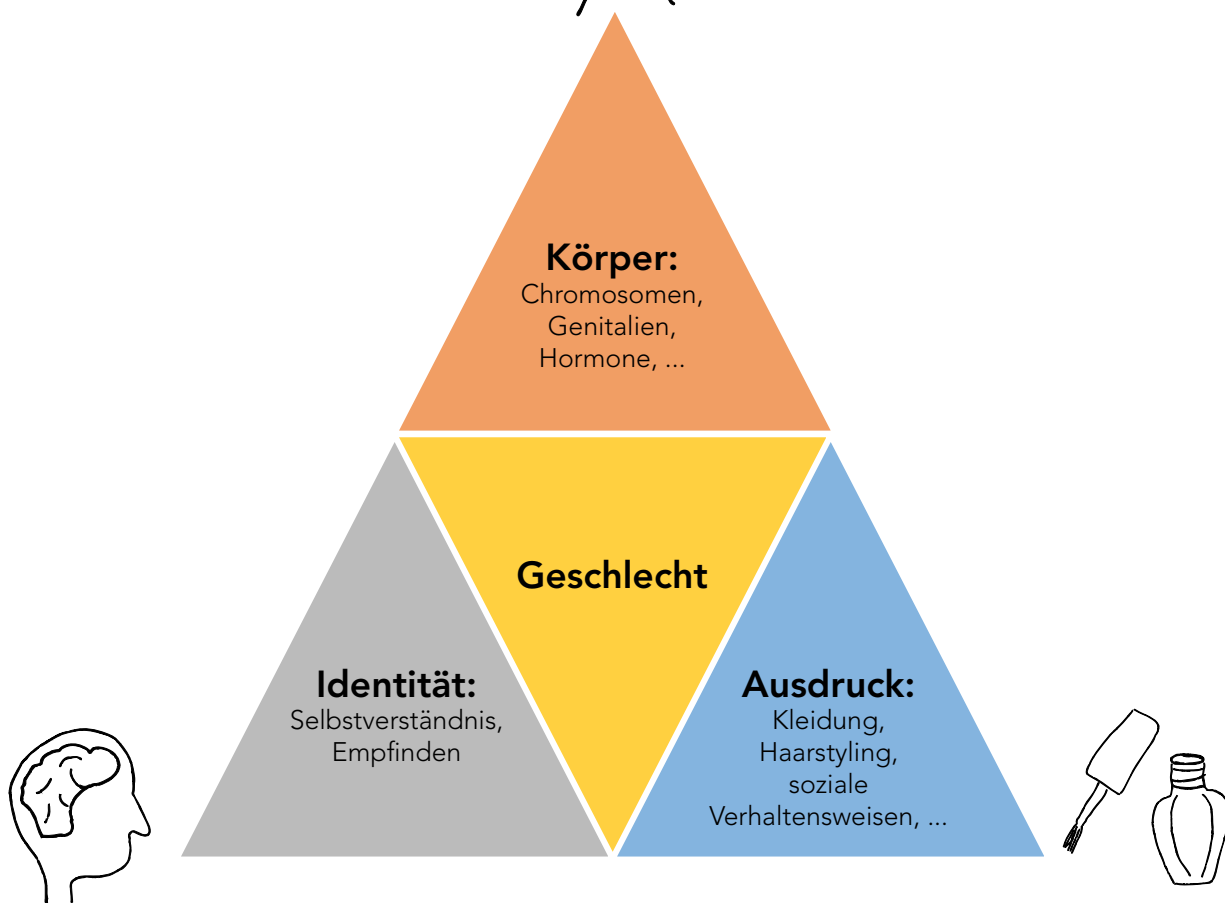 Körper:
Chromosomen,
Genitalien,
Hormone, ...
Geschlecht
Identität:
Selbstverständnis,
Empfinden
Ausdruck:
Kleidung,
Haarstyling,
soziale
Verhaltensweisen, ...